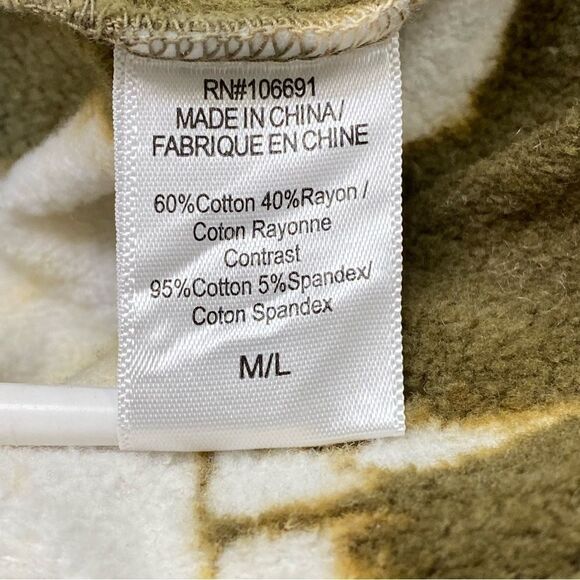 RN#106691
MADE IN CHINA/
FABRIQUE EN CHINE
60%Cotton 40%Rayon /
Coton Rayonne
Contrast
95%Cotton 5%Spandex/
Coton Spandex
M/L